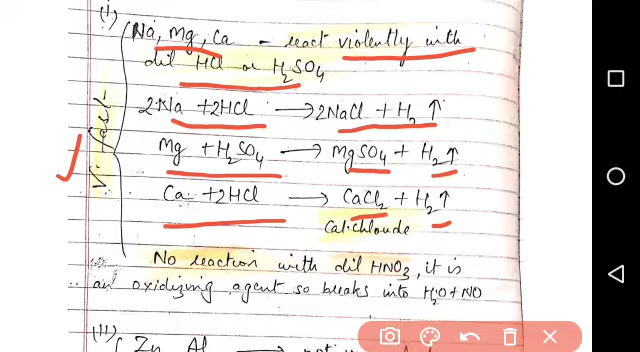 (i)
Na, Mg, Ca - react violently with
dil HCl or H₂SO₄
2Na + 2HCl → 2NaCl + H₂ ↑
Mg + H₂SO₄ → MgSO₄ + H₂ ↑
Ca + 2HCl → CaCl₂ + H₂ ↑
Cal. chloride
V. fast
No reaction with dil HNO₃, it is
an oxidizing agent so breaks into H₂O + NO
(ii)
Zn Al →